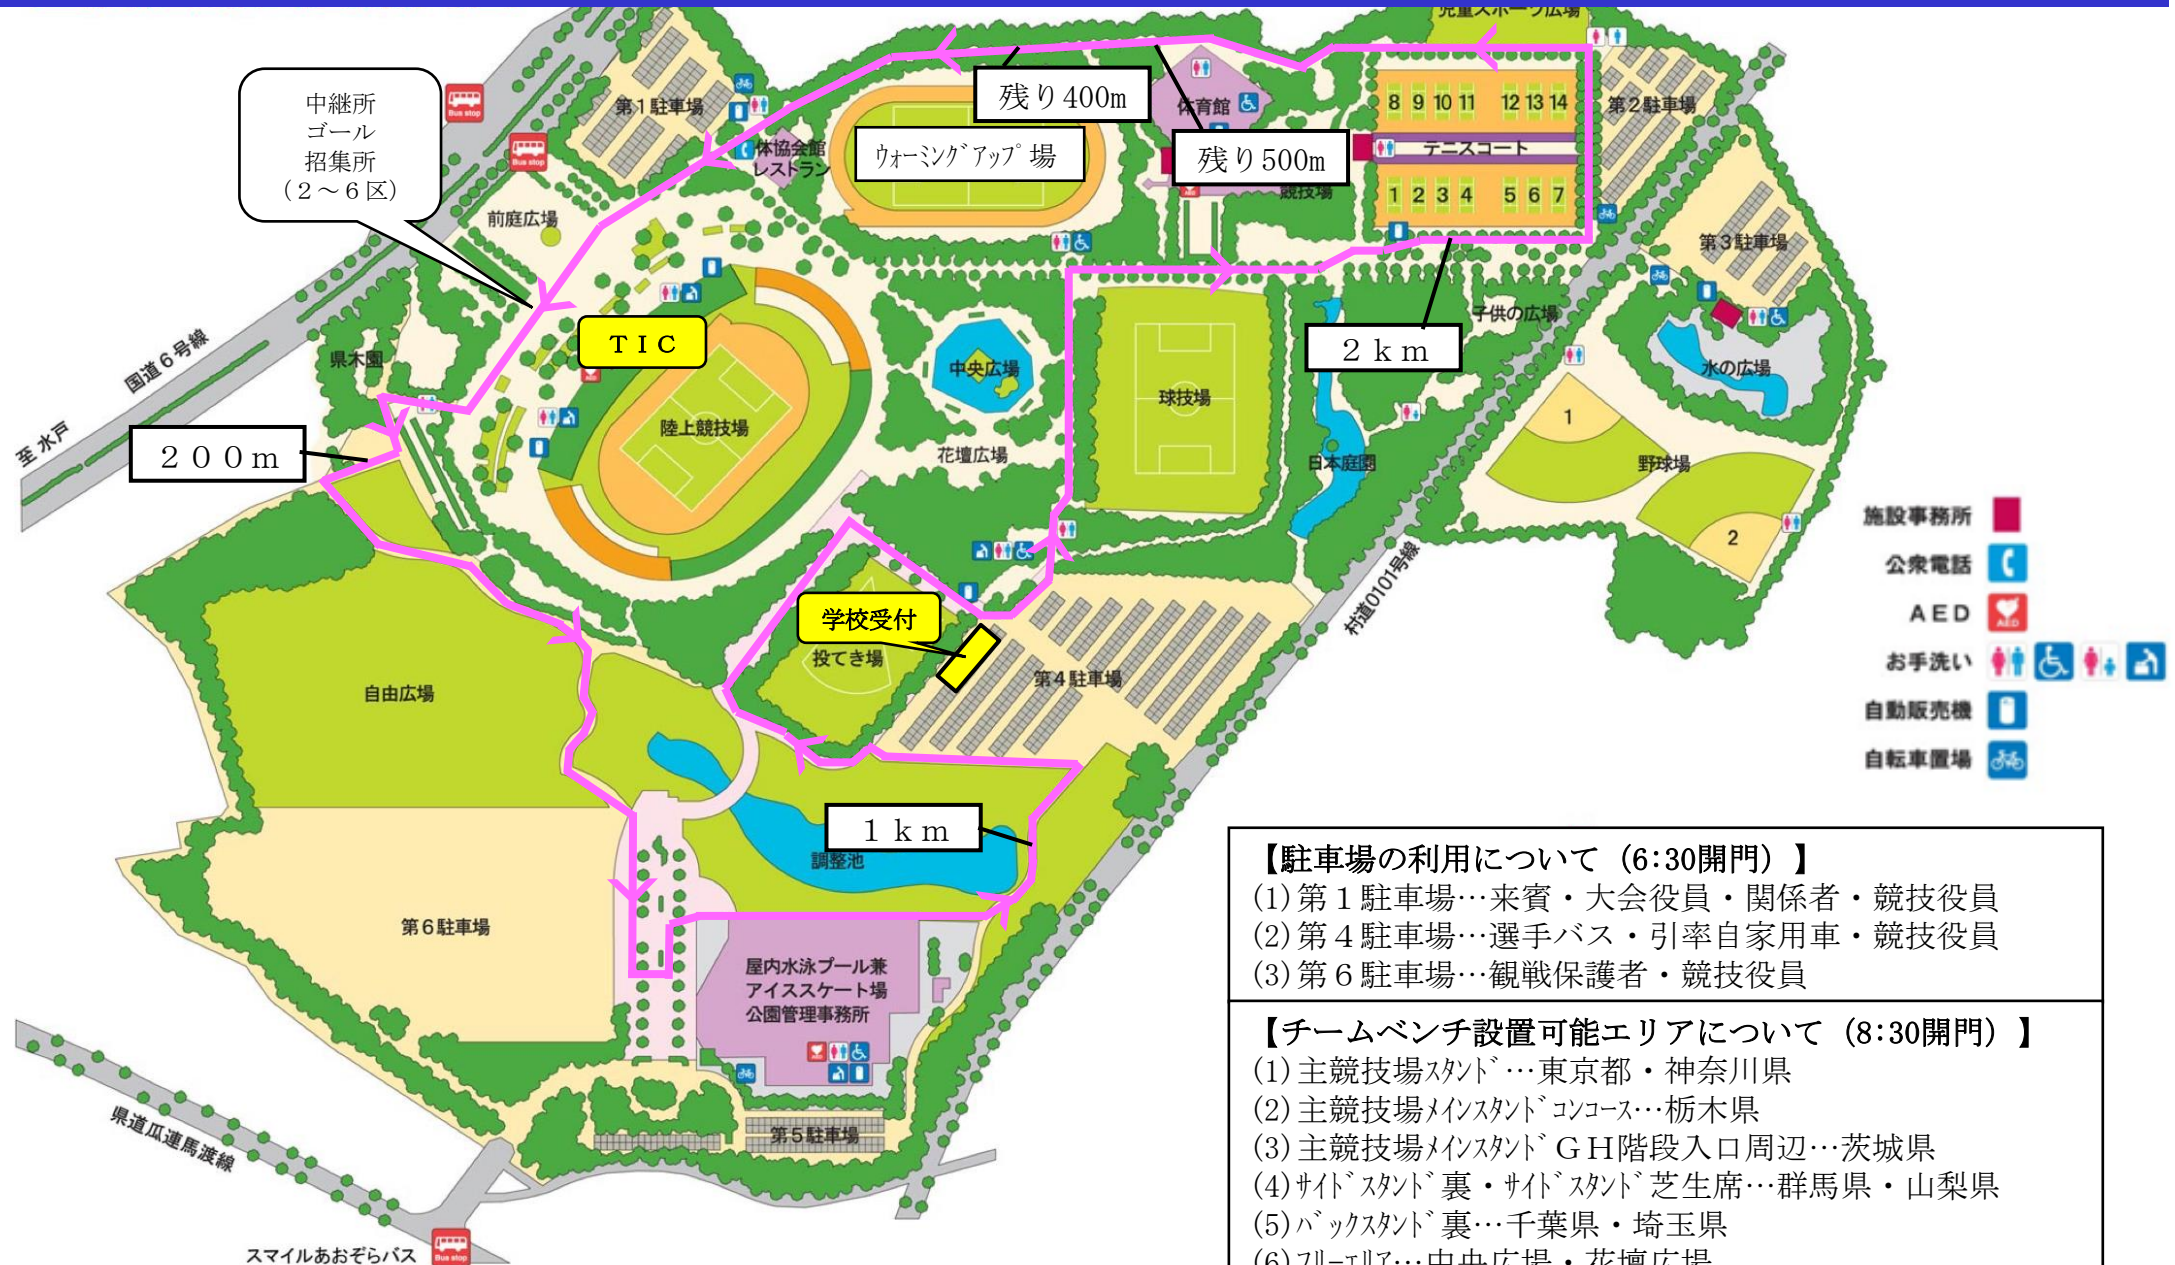 児童スポーツ広場
中継所
ゴール
招集所
（２～６区）
Bus stop
Bus stop
第1駐車場
残り400m
体育館
8 9 10 11 12 13 14
第2駐車場
体協会館
レストラン
ウォーミングアップ場
残り500m
テニスコート
競技場
1 2 3 4 5 6 7
前庭広場
第3駐車場
国道6号線
ＴＩＣ
子供の広場
２ｋｍ
県木園
中央広場
水の広場
球技場
至 水戸
２００ｍ
陸上競技場
1
花壇広場
日本庭園
野球場
2
施設事務所
公衆電話
AED
AED
お手洗い
自動販売機
自転車置場
村道0101号線
学校受付
投てき場
第4駐車場
自由広場
１ｋｍ
調整池
第6駐車場
屋内水泳プール兼
アイススケート場
公園管理事務所
第5駐車場
県道瓜連馬渡線
スマイルあおぞらバス
Bus stop
【駐車場の利用について（6:30開門）】
(1)第１駐車場…来賓・大会役員・関係者・競技役員
(2)第４駐車場…選手バス・引率自家用車・競技役員
(3)第６駐車場…観戦保護者・競技役員
【チームベンチ設置可能エリアについて（8:30開門）】
(1)主競技場ｽﾀﾝﾄﾞ…東京都・神奈川県
(2)主競技場ﾒｲﾝｽﾀﾝﾄﾞｺﾝｺｰｽ…栃木県
(3)主競技場ﾒｲﾝｽﾀﾝﾄﾞＧＨ階段入口周辺…茨城県
(4)ｻｲﾄﾞｽﾀﾝﾄﾞ裏・ｻｲﾄﾞｽﾀﾝﾄﾞ芝生席…群馬県・山梨県
(5)ﾊﾞｯｸｽﾀﾝﾄﾞ裏…千葉県・埼玉県
(6)ﾌﾘｰｴﾘｱ…中央広場・花壇広場